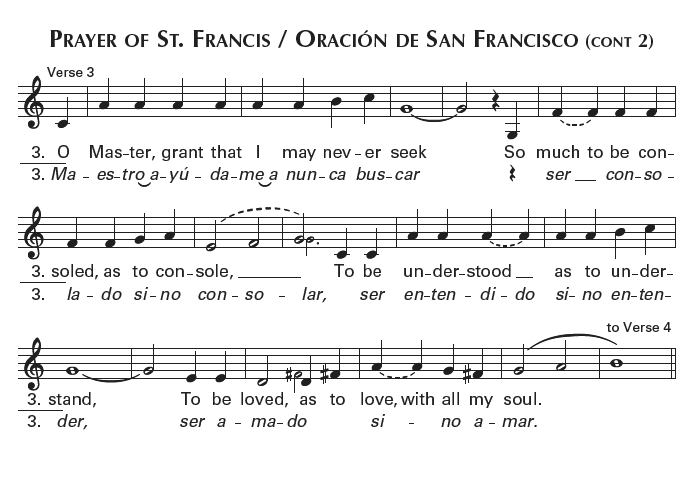 PRAYER OF ST. FRANCIS / ORACIÓN DE SAN FRANCISCO (CONT 2)
Verse 3
3. O Mas-ter, grant that I may nev-er seek So much to be con-
3. Ma-es-tro a-yú-da-me a nun-ca bus-car ser con-so-
3. soled, as to con-sole, To be un-der-stood as to un-der-
3. la-do si-no con-so-lar, ser en-ten-di-do si-no en-ten-
to Verse 4
3. stand, To be loved, as to love, with all my soul.
3. der, ser a-ma-do si-no a-mar.